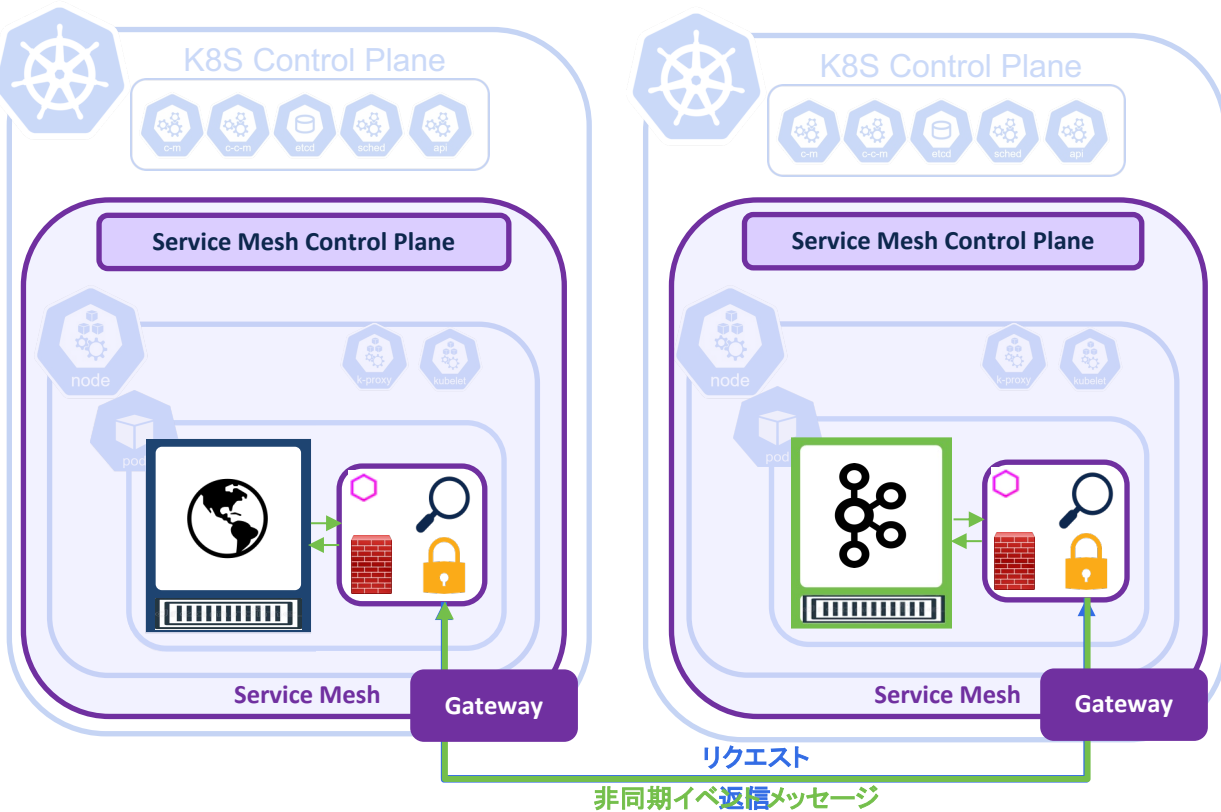 K8S Control Plane
c-m
c-c-m
etcd
sched
api
Service Mesh Control Plane
node
k-proxy
kubelet
pod
Service Mesh
Gateway
K8S Control Plane
c-m
c-c-m
etcd
sched
api
Service Mesh Control Plane
node
k-proxy
kubelet
pod
Service Mesh
Gateway
リクエスト
返信
非同期イベントメッセージ